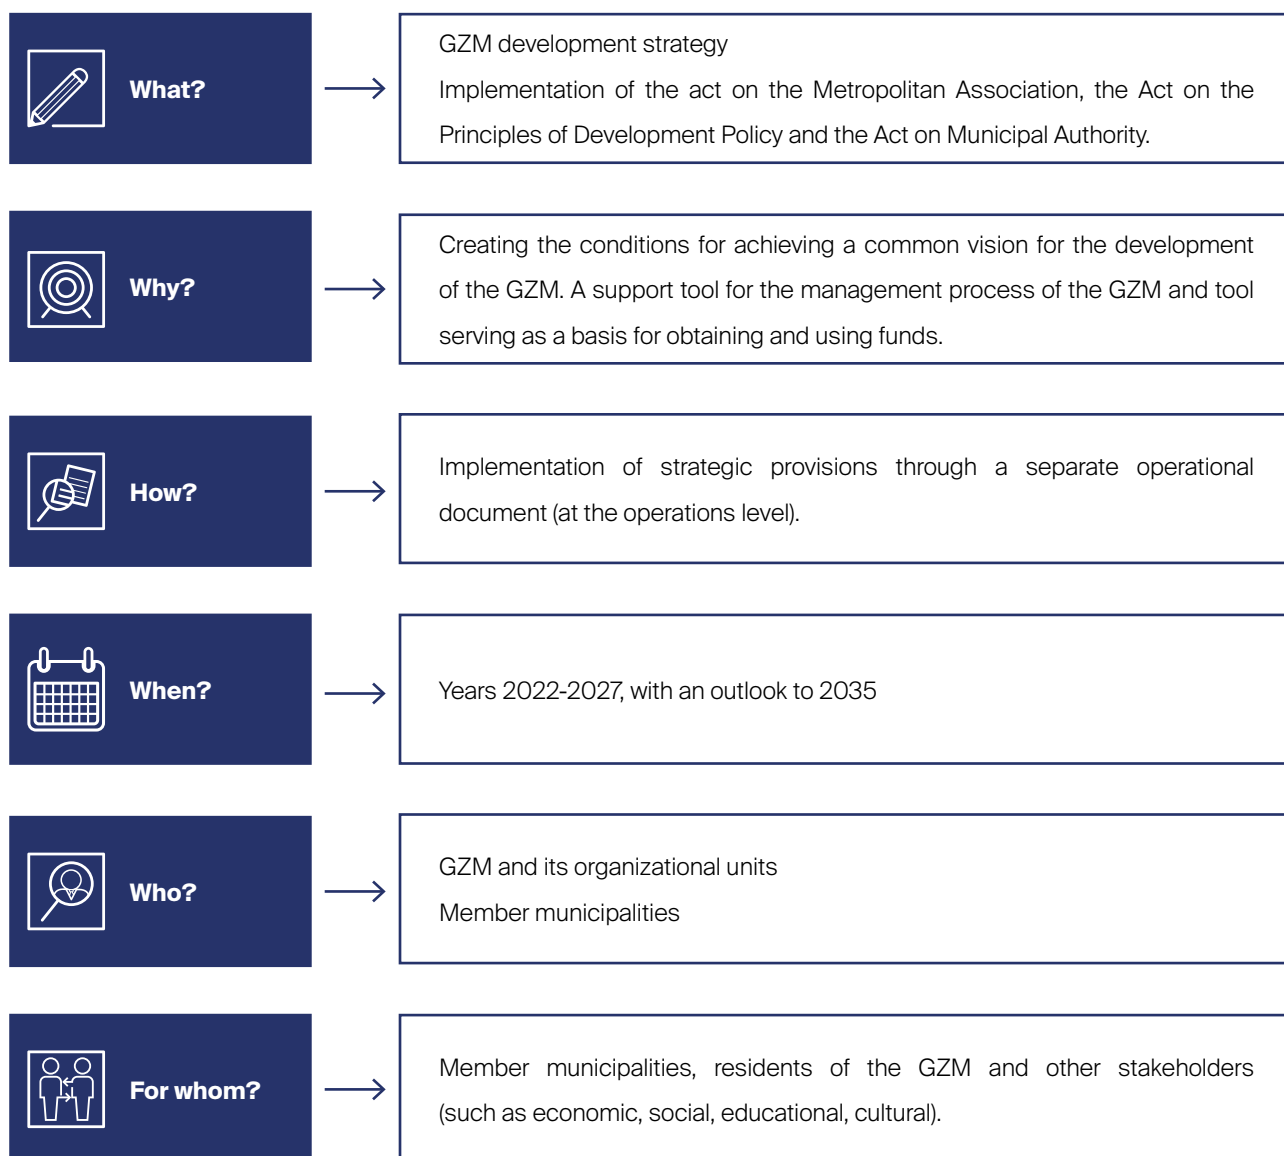 What?
GZM development strategy
Implementation of the act on the Metropolitan Association, the Act on the
Principles of Development Policy and the Act on Municipal Authority.
Why?
Creating the conditions for achieving a common vision for the development
of the GZM. A support tool for the management process of the GZM and tool
serving as a basis for obtaining and using funds.
How?
Implementation of strategic provisions through a separate operational
document (at the operations level).
When?
Years 2022-2027, with an outlook to 2035
Who?
GZM and its organizational units
Member municipalities
For whom?
Member municipalities, residents of the GZM and other stakeholders
(such as economic, social, educational, cultural).